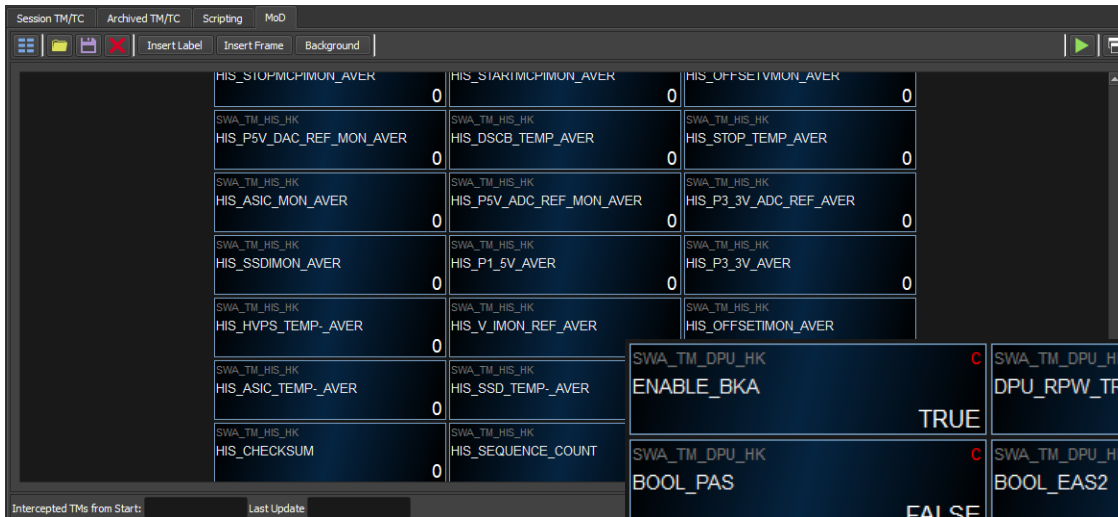 Session TM/TC Archived TM/TC Scripting MoD
Insert Label Insert Frame Background
HIS_STOPMCPIMON_AVER HIS_STARTMCPIMON_AVER HIS_OFFSETVMON_AVER
0 0 0
SWA_TM_HIS_HK SWA_TM_HIS_HK SWA_TM_HIS_HK
HIS_P5V_DAC_REF_MON_AVER HIS_DSCB_TEMP_AVER HIS_STOP_TEMP_AVER
0 0 0
SWA_TM_HIS_HK SWA_TM_HIS_HK SWA_TM_HIS_HK
HIS_ASIC_MON_AVER HIS_P5V_ADC_REF_MON_AVER HIS_P3_3V_ADC_REF_AVER
0 0 0
SWA_TM_HIS_HK SWA_TM_HIS_HK SWA_TM_HIS_HK
HIS_SSDIMON_AVER HIS_P1_5V_AVER HIS_P3_3V_AVER
0 0 0
SWA_TM_HIS_HK SWA_TM_HIS_HK SWA_TM_HIS_HK
HIS_HVPS_TEMP-_AVER HIS_V_IMON_REF_AVER HIS_OFFSETIMON_AVER
0
SWA_TM_HIS_HK SWA_TM_HIS_HK
HIS_ASIC_TEMP-_AVER HIS_SSD_TEMP-_AVER
0
SWA_TM_HIS_HK SWA_TM_HIS_HK
HIS_CHECKSUM HIS_SEQUENCE_COUNT
0
SWA_TM_DPU_HK C SWA_TM_DPU_H
ENABLE_BKA DPU_RPW_TR
TRUE
SWA_TM_DPU_HK C SWA_TM_DPU_H
BOOL_PAS BOOL_EAS2
FALSE
Intercepted TMs from Start: Last Update